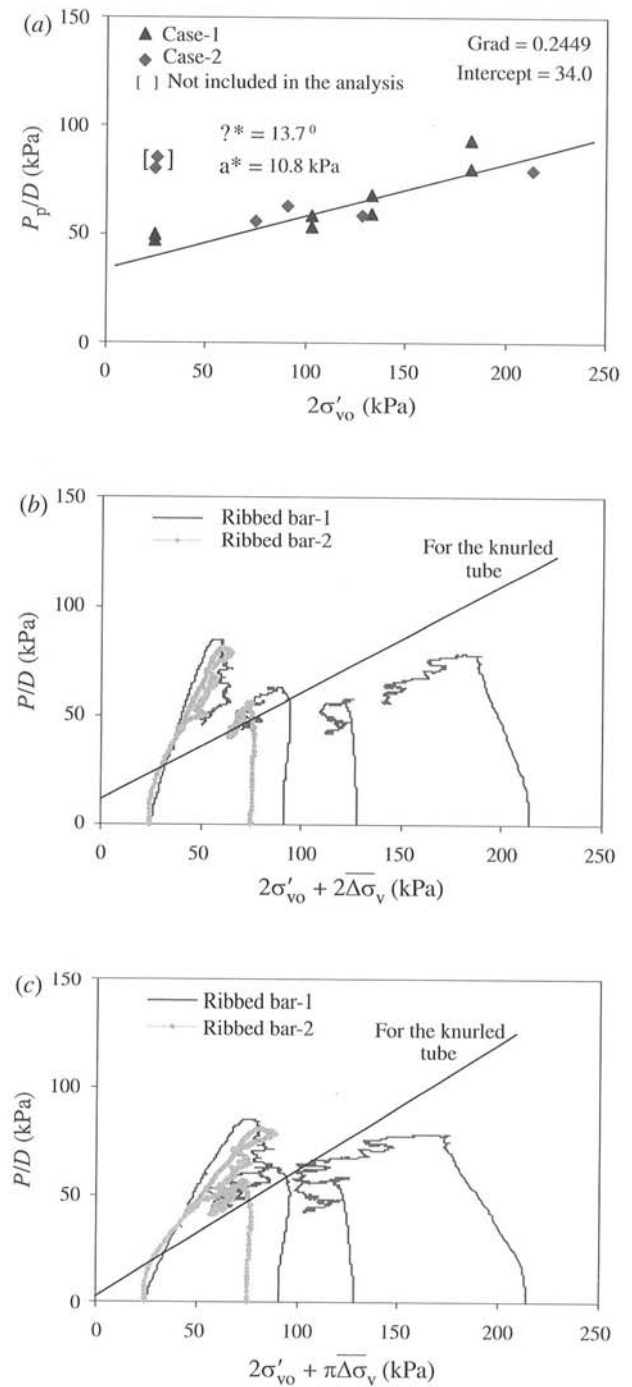 (a)
150
100
50
0
P_p/D (kPa)
▲ Case-1
◆ Case-2
[ ] Not included in the analysis
Grad = 0.2449
Intercept = 34.0
?* = 13.7⁰
a* = 10.8 kPa
[ ]
0 50 100 150 200 250
2σ′vo (kPa)
(b)
150
100
50
0
P/D (kPa)
Ribbed bar-1
Ribbed bar-2
For the knurled
tube
0 50 100 150 200 250
2σ′vo + 2Δ̅σ̅v (kPa)
(c)
150
100
50
0
P/D (kPa)
Ribbed bar-1
Ribbed bar-2
For the knurled
tube
0 50 100 150 200 250
2σ′vo + πΔ̅σ̅v (kPa)